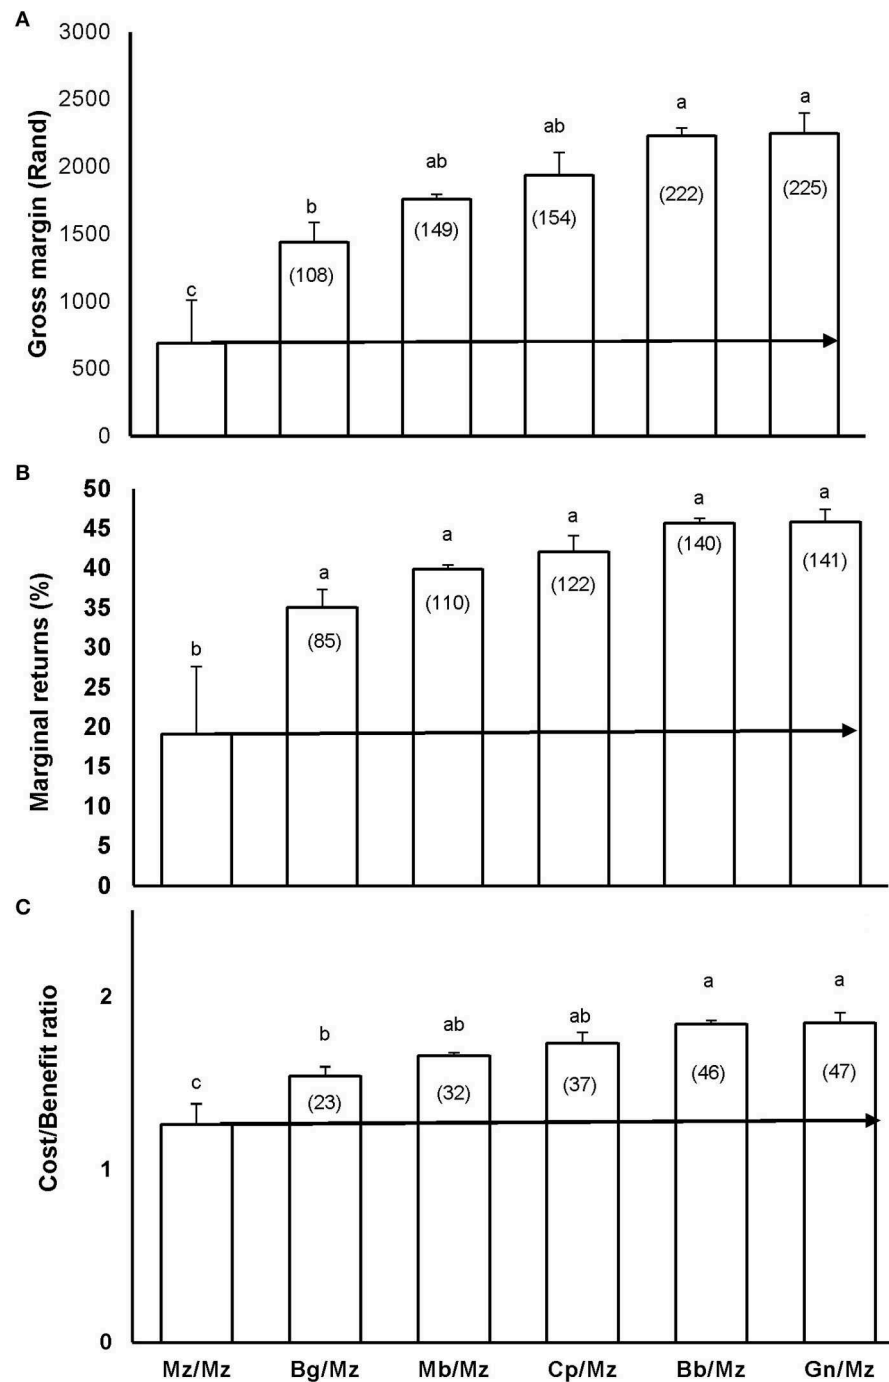 A
Gross margin (Rand)
3000
2500
2000
1500
1000
500
0
c
b
ab
ab
a
a
(108)
(149)
(154)
(222)
(225)
B
Marginal returns (%)
50
45
40
35
30
25
20
15
10
5
0
b
a
a
a
a
a
(85)
(110)
(122)
(140)
(141)
C
Cost/Benefit ratio
2
1
0
c
b
ab
ab
a
a
(23)
(32)
(37)
(46)
(47)
Mz/Mz Bg/Mz Mb/Mz Cp/Mz Bb/Mz Gn/Mz